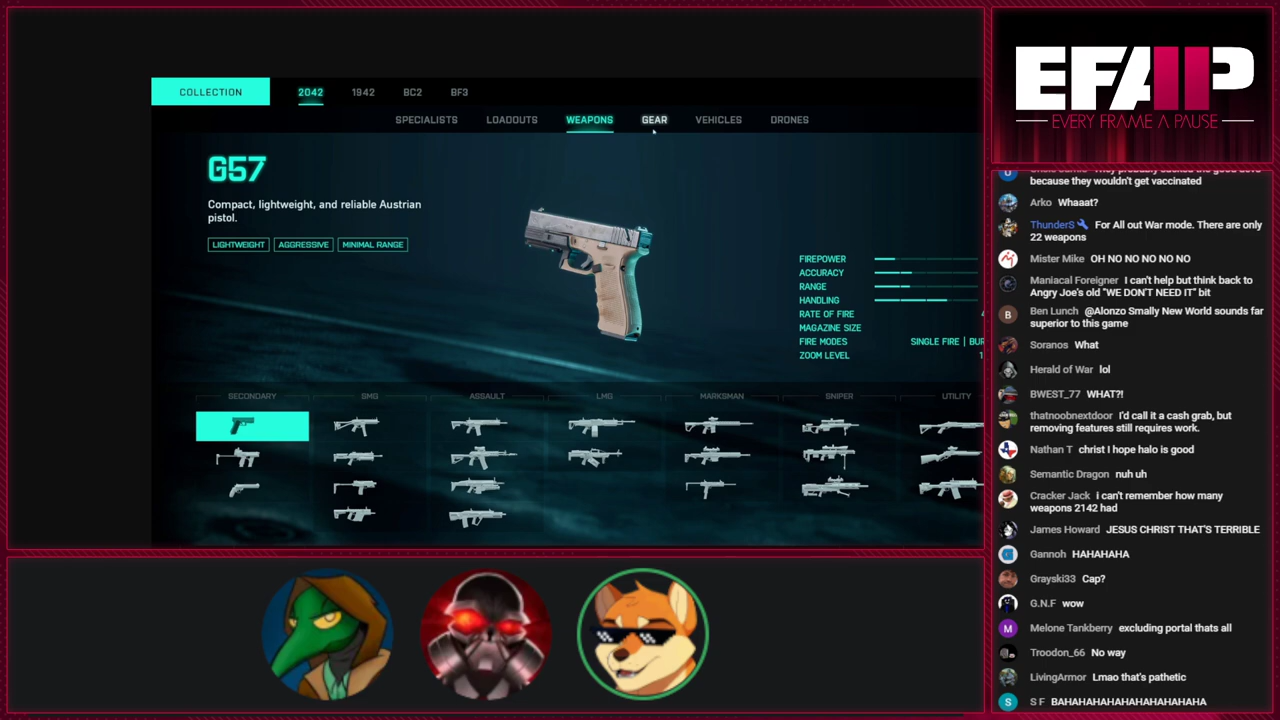 COLLECTION
2042
1942
BC2
BF3
SPECIALISTS
LOADOUTS
WEAPONS
GEAR
VEHICLES
DRONES
G57
Compact, lightweight, and reliable Austrian
pistol.
LIGHTWEIGHT
AGGRESSIVE
MINIMAL RANGE
FIREPOWER
ACCURACY
RANGE
HANDLING
RATE OF FIRE
MAGAZINE SIZE
FIRE MODES SINGLE FIRE | BUR
ZOOM LEVEL 1
SECONDARY
SMG
ASSAULT
LMG
MARKSMAN
SNIPER
UTILITY
EFAP
EVERY FRAME A PAUSE
because they wouldn't get vaccinated
Arko Whaaat?
ThunderS For All out War mode. There are only
22 weapons
Mister Mike OH NO NO NO NO NO
Maniacal Foreigner I can't help but think back to
Angry Joe's old "WE DON'T NEED IT" bit
B
Ben Lunch @Alonzo Smally New World sounds far
superior to this game
Soranos What
Herald of War lol
BWEST_77 WHAT?!
thatnoobnextdoor I'd call it a cash grab, but
removing features still requires work.
Nathan T christ I hope halo is good
Semantic Dragon nuh uh
Cracker Jack i can't remember how many
weapons 2142 had
James Howard JESUS CHRIST THAT'S TERRIBLE
Gannoh HAHAHAHA
Grayski33 Cap?
G.N.F wow
M
Melone Tankberry excluding portal thats all
Troodon_66 No way
LivingArmor Lmao that's pathetic
S
S F BAHAHAHAHAHAHAHAHAHAHA